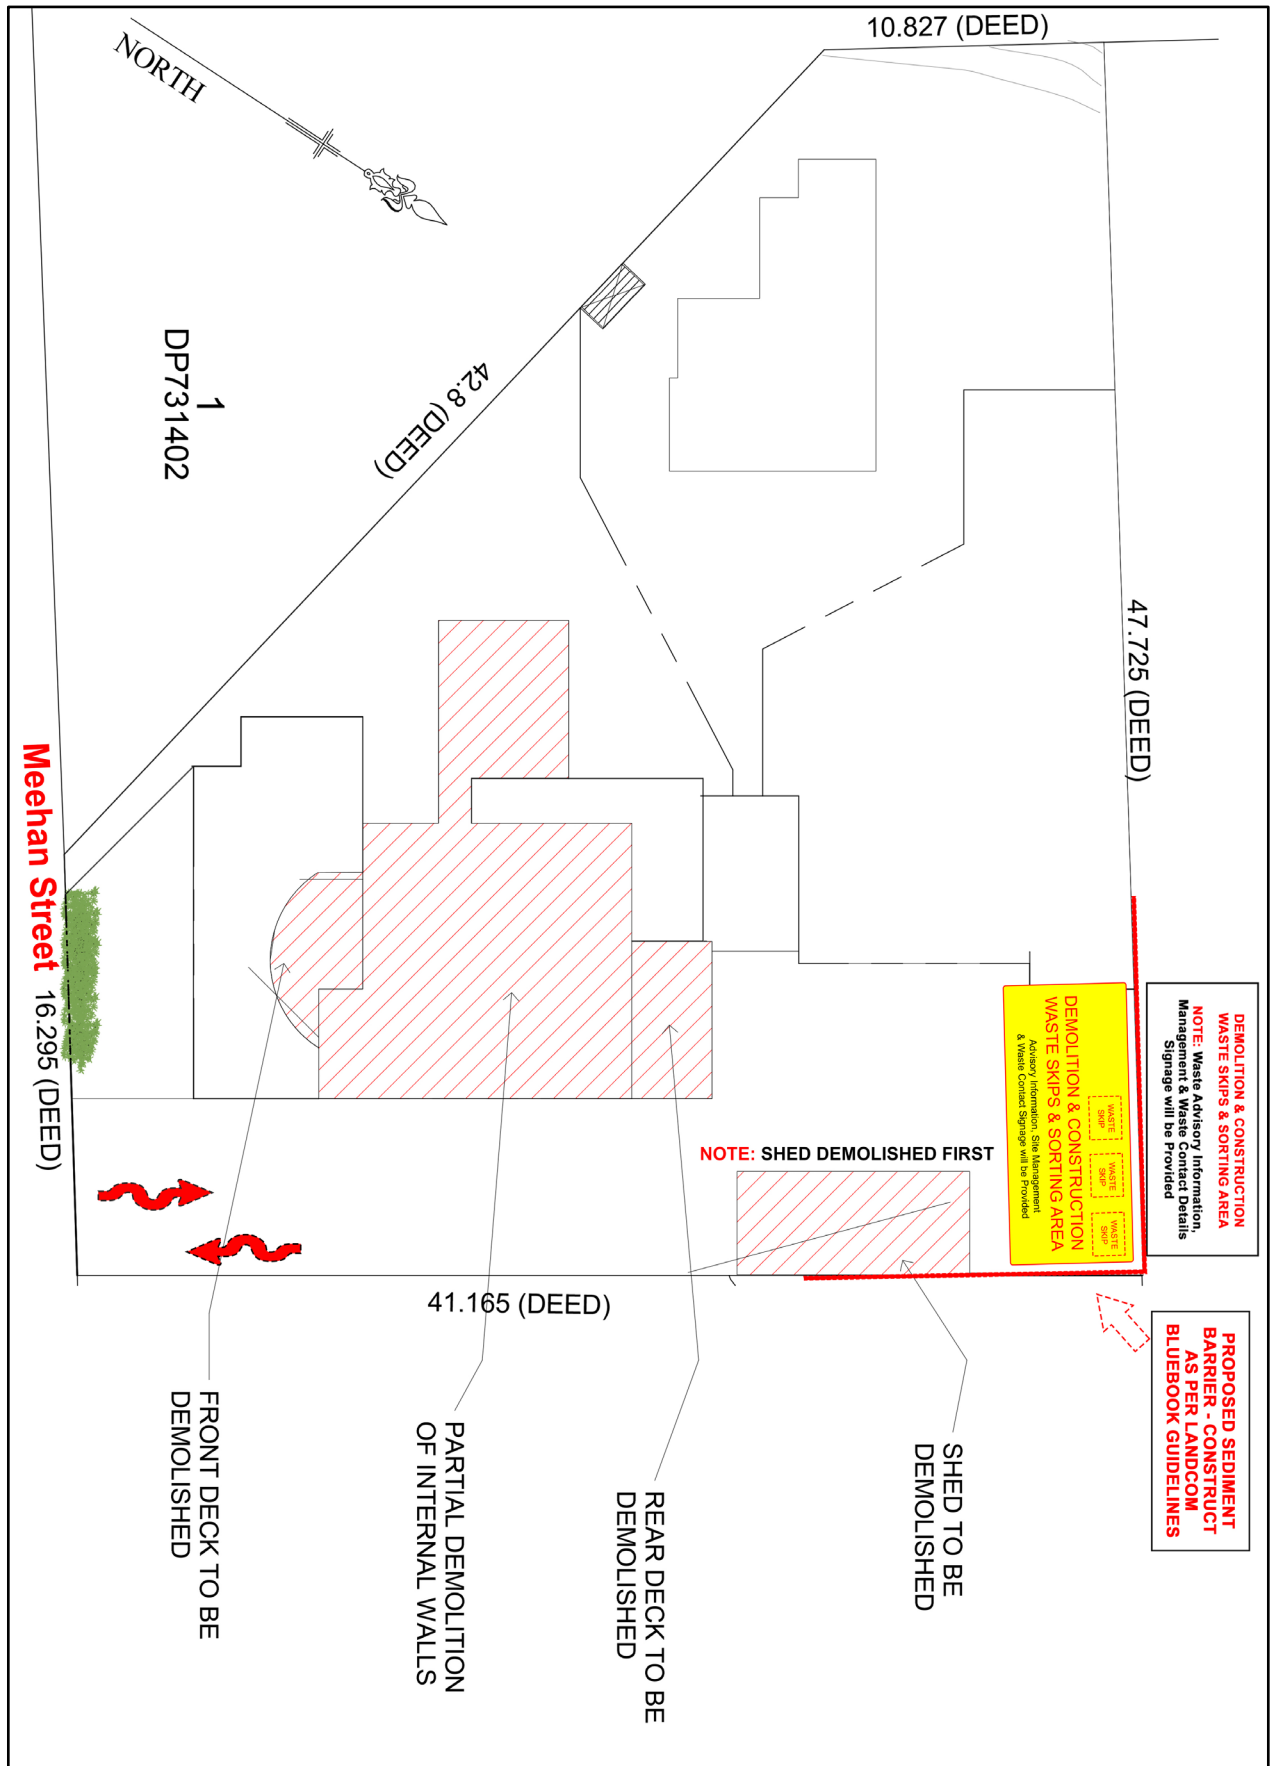 10.827 (DEED)
NORTH
1
DP731402
42.8 (DEED)
47.725 (DEED)
Meehan Street
16.295 (DEED)
41.165 (DEED)
DEMOLITION & CONSTRUCTION
WASTE SKIPS & SORTING AREA
NOTE: Waste Advisory Information,
Management & Waste Contact Details
Signage will be Provided
DEMOLITION & CONSTRUCTION
WASTE SKIPS & SORTING AREA
Advisory Information, Site Management
& Waste Contact Signage will be Provided
WASTE
SKIP
WASTE
SKIP
WASTE
SKIP
NOTE: SHED DEMOLISHED FIRST
PROPOSED SEDIMENT
BARRIER - CONSTRUCT
AS PER LANDCOM
BLUEBOOK GUIDELINES
SHED TO BE
DEMOLISHED
REAR DECK TO BE
DEMOLISHED
PARTIAL DEMOLITION
OF INTERNAL WALLS
FRONT DECK TO BE
DEMOLISHED